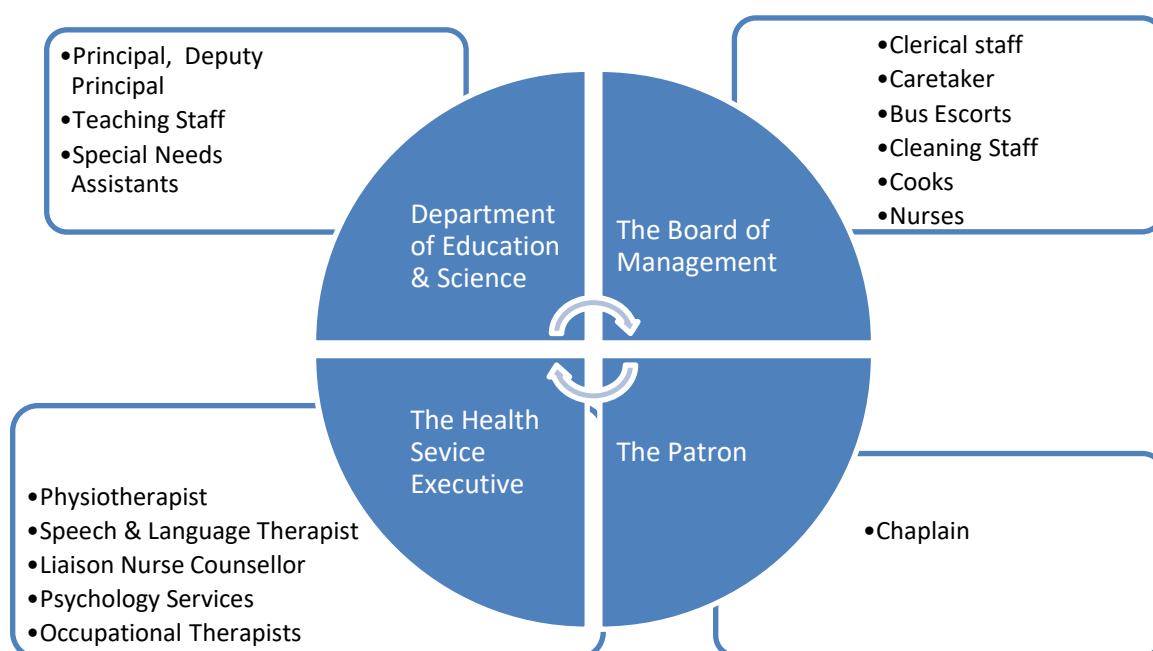 •Principal, Deputy
Principal
•Teaching Staff
•Special Needs
Assistants
•Clerical staff
•Caretaker
•Bus Escorts
•Cleaning Staff
•Cooks
•Nurses
Department
of Education
& Science
The Board of
Management
The Health
Sevice
Executive
The Patron
•Physiotherapist
•Speech & Language Therapist
•Liaison Nurse Counsellor
•Psychology Services
•Occupational Therapists
•Chaplain